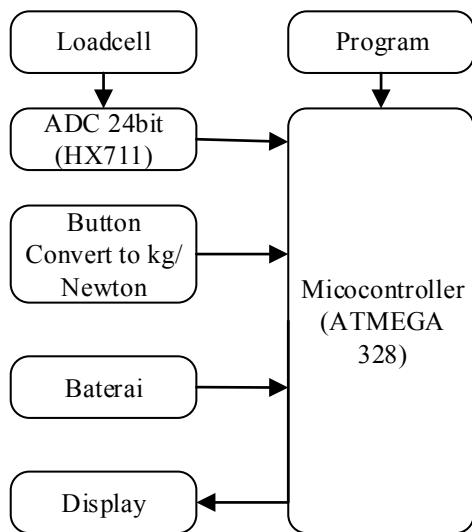 Loadcell
Program
ADC 24bit
(HX711)
Button
Convert to kg/
Newton
Micocontroller
(ATMEGA
328)
Baterai
Display